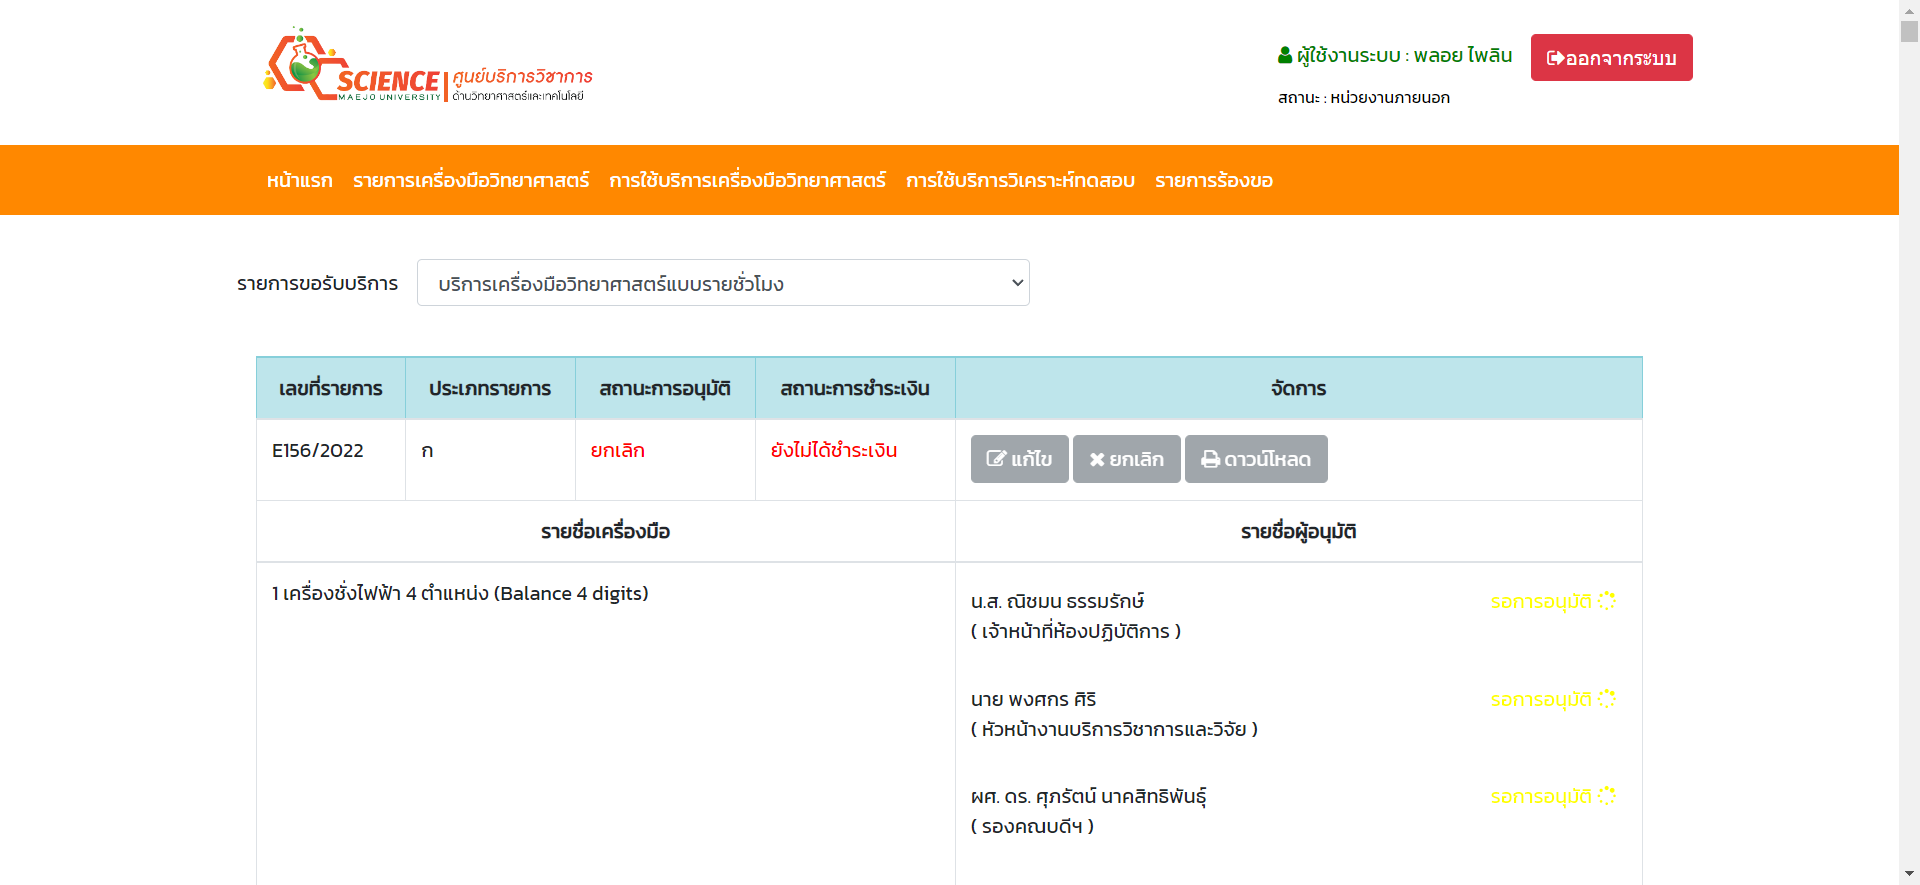 SCIENCE
MAEJO UNIVERSITY
ศูนย์บริการวิชาการ
ด้านวิทยาศาสตร์และเทคโนโลยี
ผู้ใช้งานระบบ : พลอย ไพลิน
ออกจากระบบ
สถานะ : หน่วยงานภายนอก
หน้าแรก รายการเครื่องมือวิทยาศาสตร์ การใช้บริการเครื่องมือวิทยาศาสตร์ การใช้บริการวิเคราะห์ทดสอบ รายการร้องขอ
รายการขอรับบริการ บริการเครื่องมือวิทยาศาสตร์แบบรายชั่วโมง
เลขที่รายการ ประเภทรายการ สถานะการอนุมัติ สถานะการชำระเงิน จัดการ
E156/2022 ก ยกเลิก ยังไม่ได้ชำระเงิน แก้ไข ยกเลิก ดาวน์โหลด
รายชื่อเครื่องมือ รายชื่อผู้อนุมัติ
1 เครื่องชั่งไฟฟ้า 4 ตำแหน่ง (Balance 4 digits)
น.ส. ณิชมน ธรรมรักษ์ รอการอนุมัติ
( เจ้าหน้าที่ห้องปฏิบัติการ )
นาย พงศกร ศิริ รอการอนุมัติ
( หัวหน้างานบริการวิชาการและวิจัย )
ผศ. ดร. ศุภรัตน์ นาคสิทธิพันธุ์ รอการอนุมัติ
( รองคณบดีฯ )